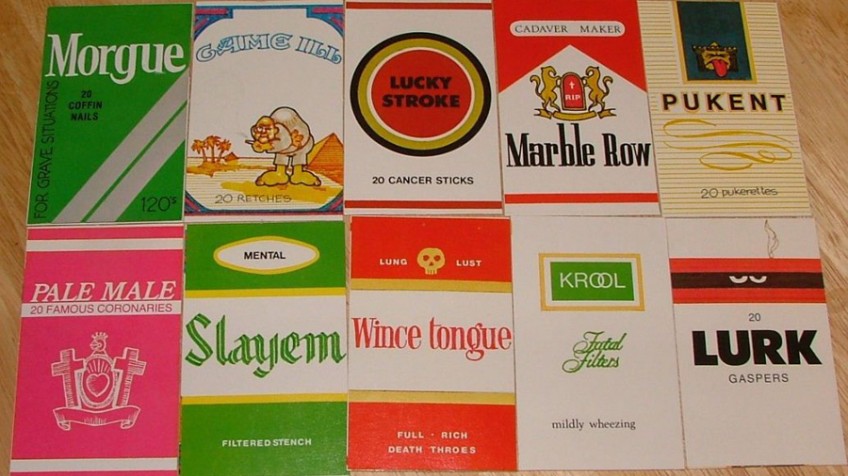 Morgue
20
COFFIN
NAILS
FOR GRAVE SITUATIONS
120's
GAME ILL
20 RETCHES
LUCKY
STROKE
20 CANCER STICKS
CADAVER MAKER
R.I.P
Marble Row
PUKENT
20 pukerettes
PALE MALE
20 FAMOUS CORONARIES
MENTAL
Slayem
FILTERED STENCH
LUNG LUST
Wince tongue
FULL · RICH
DEATH THROES
KROOL
Fatal
Filters
mildly wheezing
20
LURK
GASPERS